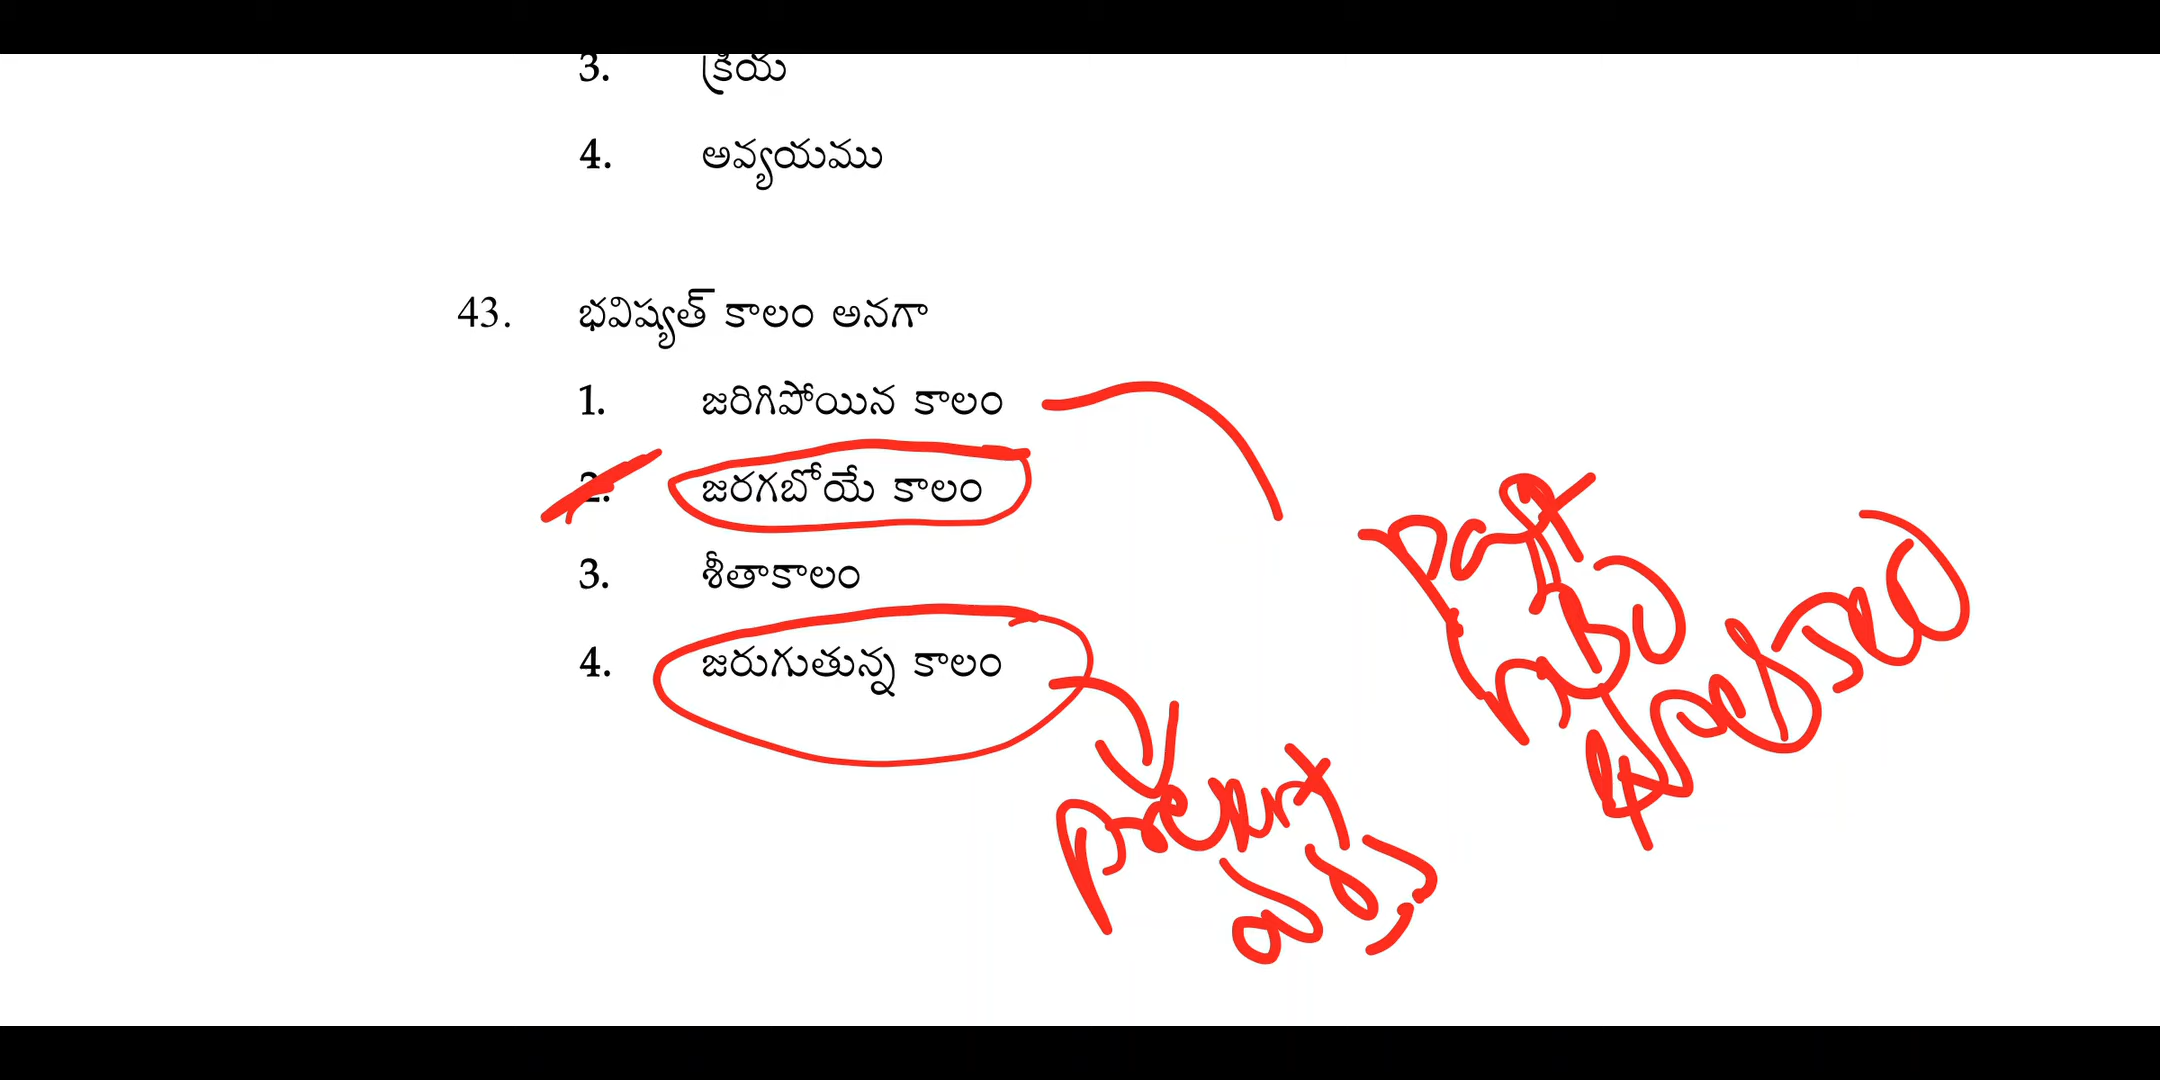 3. క్రియ
4. అవ్యయము
43. భవిష్యత్ కాలం అనగా
1. జరిగిపోయిన కాలం
2. జరగబోయే కాలం
3. శీతాకాలం
4. జరుగుతున్న కాలం
past
present